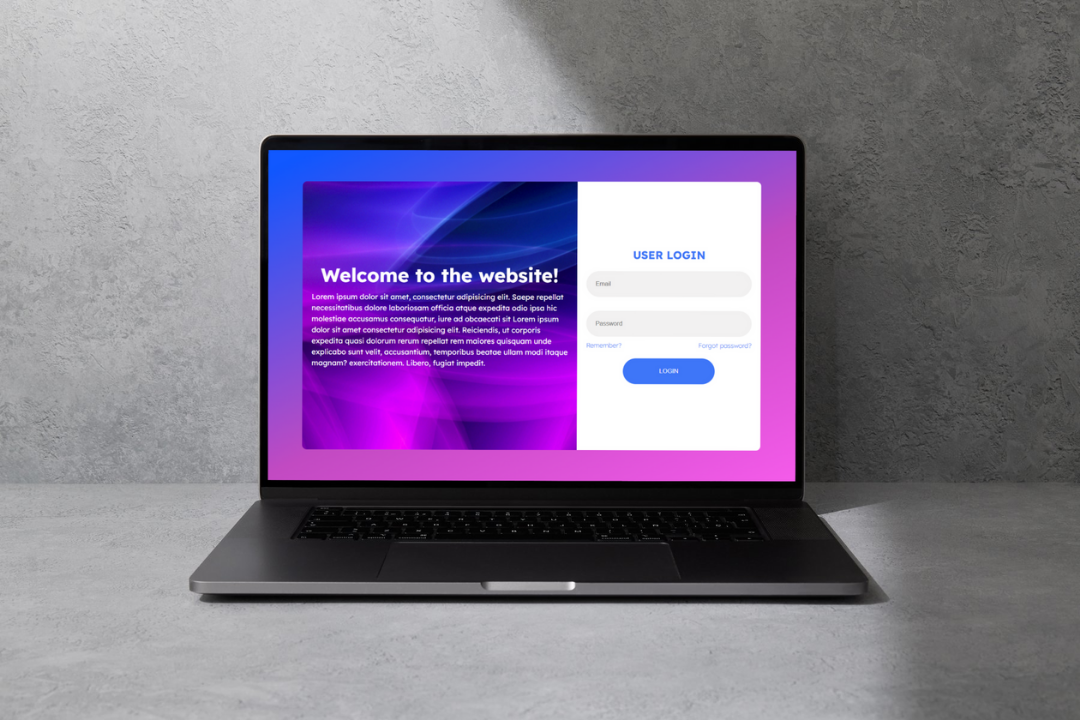 Welcome to the website!
Lorem ipsum dolor sit amet, consectetur adipisicing elit. Saepe repellat
necessitatibus dolore laboriosam officia atque expedita odio ipsa hic
molestiae accusamus consequatur, iure ad obcaecati sit Lorem ipsum
dolor sit amet consectetur adipisicing elit. Reiciendis, ut corporis
expedita quasi dolorum rerum repellat rem maiores quisquam unde
explicabo sunt velit, accusantium, temporibus beatae ullam modi itaque
magnam? exercitationem. Libero, fugiat impedit.
USER LOGIN
Email
Password
Remember? Forgot password?
LOGIN